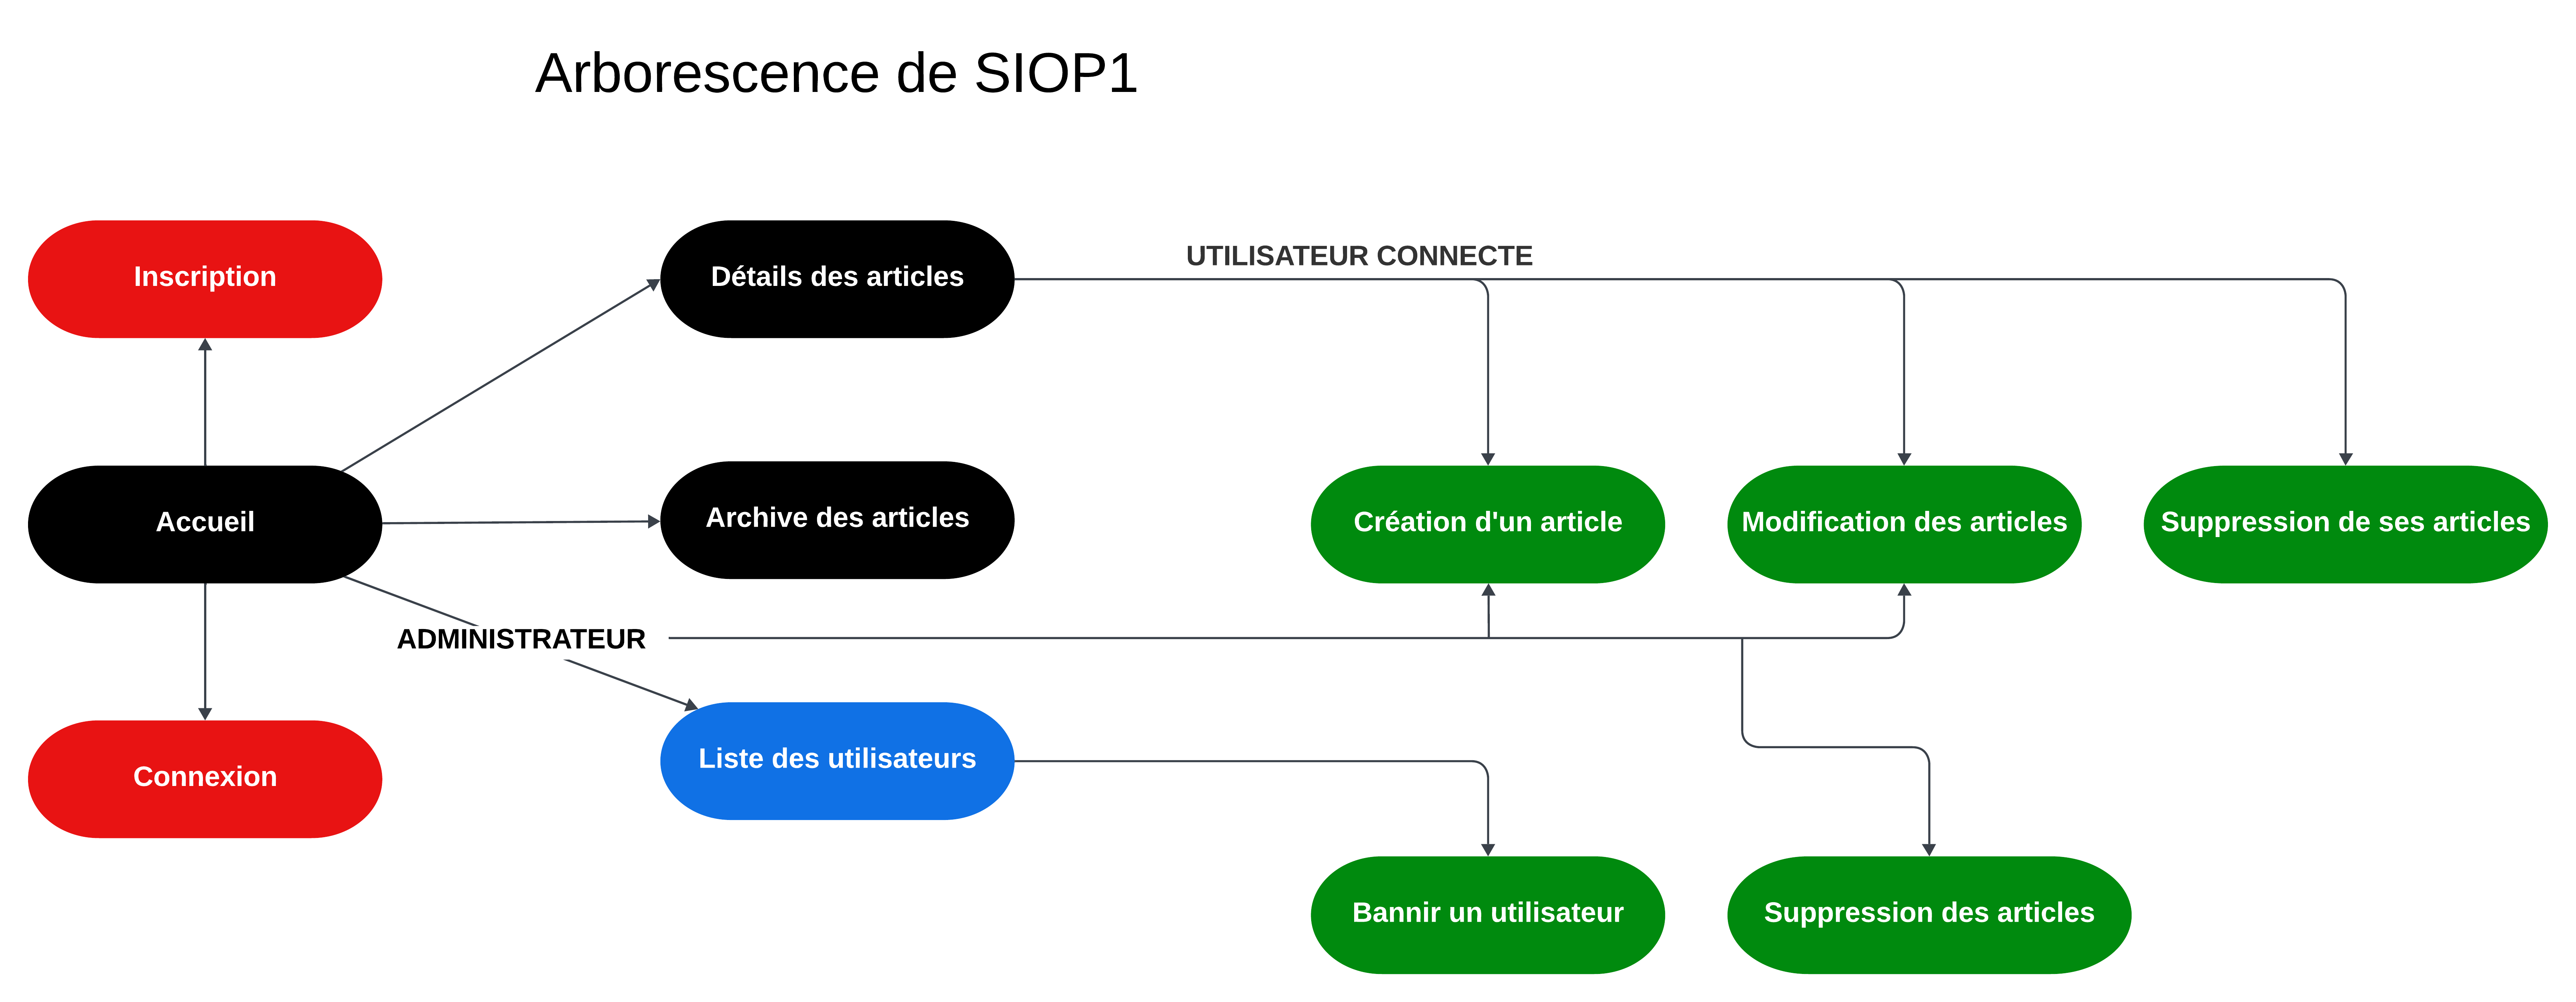 Arborescence de SIOP1
UTILISATEUR CONNECTE
Inscription
Détails des articles
Accueil
Archive des articles
Création d'un article
Modification des articles
Suppression de ses articles
ADMINISTRATEUR
Connexion
Liste des utilisateurs
Bannir un utilisateur
Suppression des articles